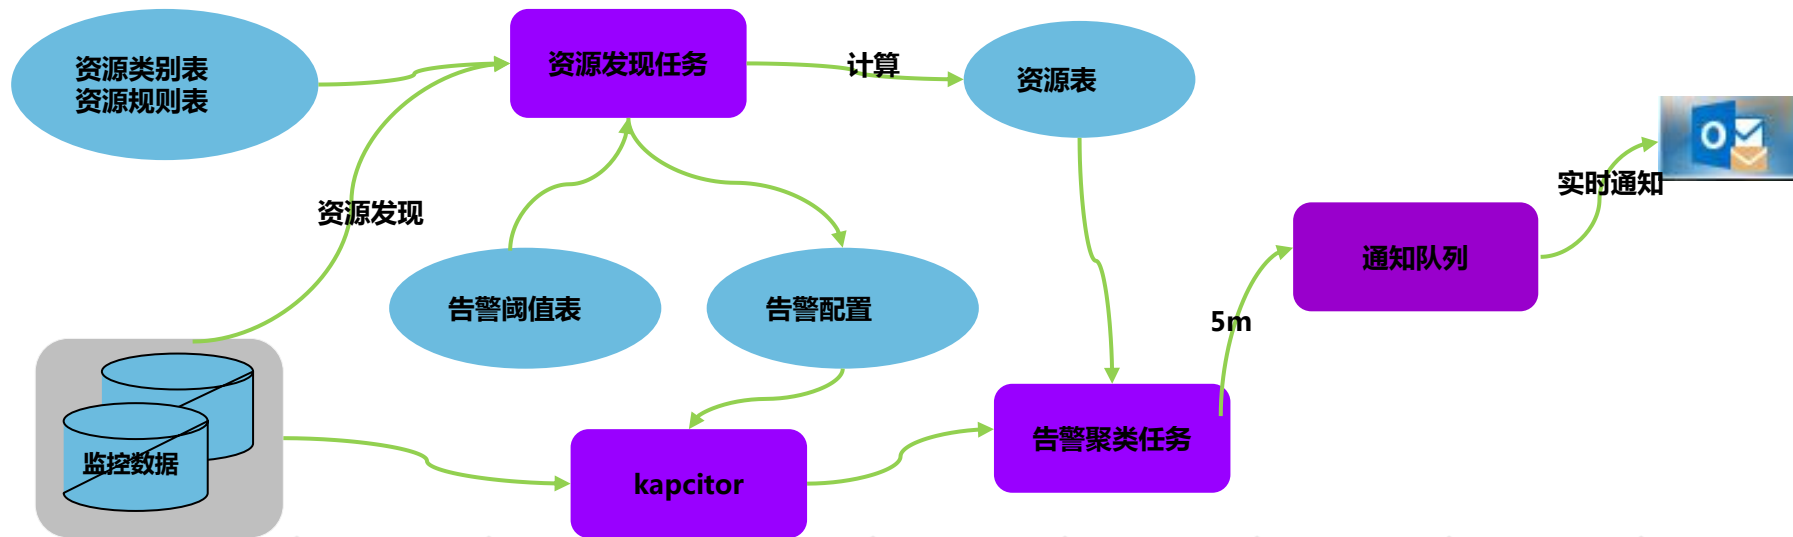 资源类别表
资源规则表
资源发现任务
计算
资源表
资源发现
实时通知
通知队列
告警阈值表
告警配置
5m
监控数据
kapcitor
告警聚类任务